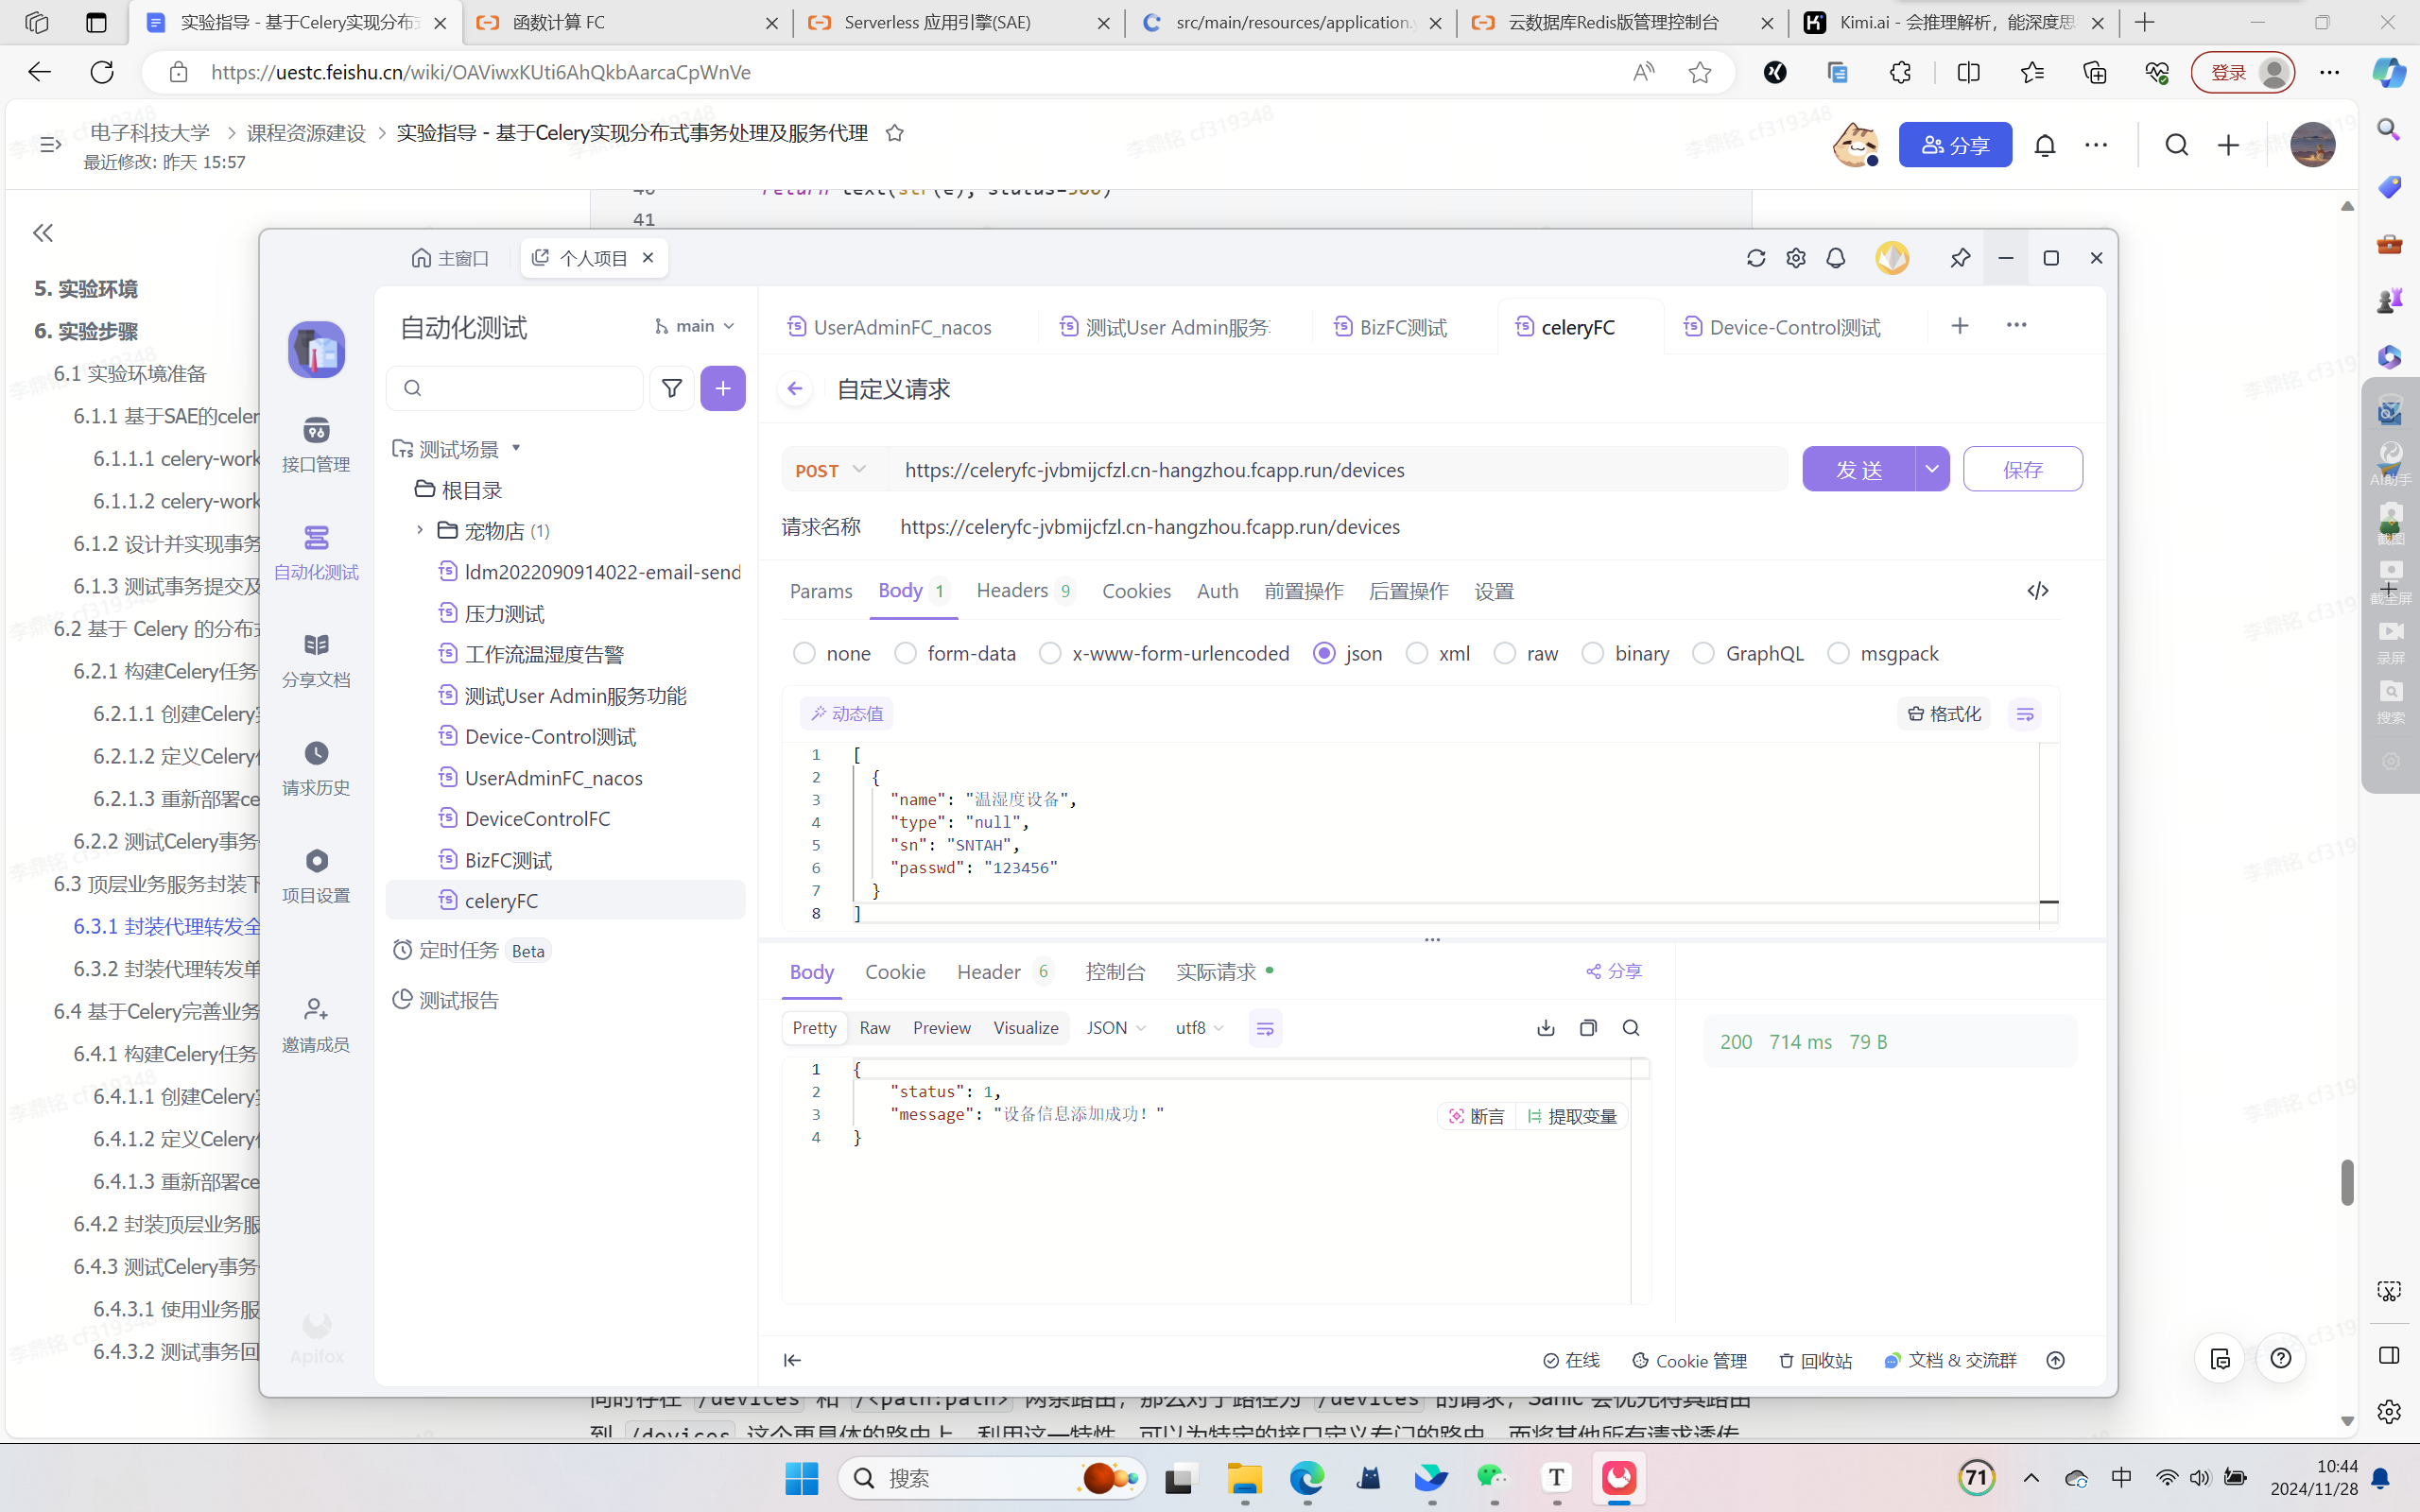 实验指导 - 基于Celery实现分布式
函数计算 FC
Serverless 应用引擎(SAE)
src/main/resources/application.
云数据库Redis版管理控制台
Kimi.ai - 会推理解析，能深度思
https://uestc.feishu.cn/wiki/OAViwxKUti6AhQkbAarcaCpWnVe
登录
电子科技大学 > 课程资源建设 > 实验指导 - 基于Celery实现分布式事务处理及服务代理
最近修改: 昨天 15:57
分享
41
5. 实验环境
6. 实验步骤
6.1 实验环境准备
6.1.1 基于SAE的celer
6.1.1.1 celery-work
6.1.1.2 celery-work
6.1.2 设计并实现事务
6.1.3 测试事务提交及
6.2 基于 Celery 的分布式
6.2.1 构建Celery任务
6.2.1.1 创建Celery实
6.2.1.2 定义Celery任
6.2.1.3 重新部署ce
6.2.2 测试Celery事务
6.3 顶层业务服务封装下
6.3.1 封装代理转发全
6.3.2 封装代理转发单
6.4 基于Celery完善业务
6.4.1 构建Celery任务
6.4.1.1 创建Celery实
6.4.1.2 定义Celery任
6.4.1.3 重新部署ce
6.4.2 封装顶层业务服
6.4.3 测试Celery事务
6.4.3.1 使用业务服
6.4.3.2 测试事务回
主窗口
个人项目
接口管理
自动化测试
分享文档
请求历史
项目设置
邀请成员
Apifox
自动化测试
main
测试场景
根目录
宠物店 (1)
ldm2022090914022-email-send
压力测试
工作流温湿度告警
测试User Admin服务功能
Device-Control测试
UserAdminFC_nacos
DeviceControlFC
BizFC测试
celeryFC
定时任务 Beta
测试报告
UserAdminFC_nacos
测试User Admin服务
BizFC测试
celeryFC
Device-Control测试
自定义请求
POST https://celeryfc-jvbmijcfzl.cn-hangzhou.fcapp.run/devices
发 送
保存
请求名称 https://celeryfc-jvbmijcfzl.cn-hangzhou.fcapp.run/devices
Params Body 1 Headers 9 Cookies Auth 前置操作 后置操作 设置
none form-data x-www-form-urlencoded json xml raw binary GraphQL msgpack
动态值
格式化
1 [
2 {
3 "name": "温湿度设备",
4 "type": "null",
5 "sn": "SNTAH",
6 "passwd": "123456"
7 }
8 ]
Body Cookie Header 6 控制台 实际请求
分享
Pretty Raw Preview Visualize JSON utf8
1 {
2 "status": 1,
3 "message": "设备信息添加成功！"
4 }
断言
提取变量
200 714 ms 79 B
在线
Cookie 管理
回收站
文档 & 交流群
同时存在 /devices 和 /<path:path> 两条路由，那么对于路径为 /devices 的请求，Sanic 会优先将其路由
到 /devices 这个更具体的路由上。利用这一特性，可以为特定的接口定义专门的路由，而将其他所有请求透传
AI助手
截图
截全屏
录屏
搜索
李鼎铭 cf319348
搜索
71
中
10:44
2024/11/28